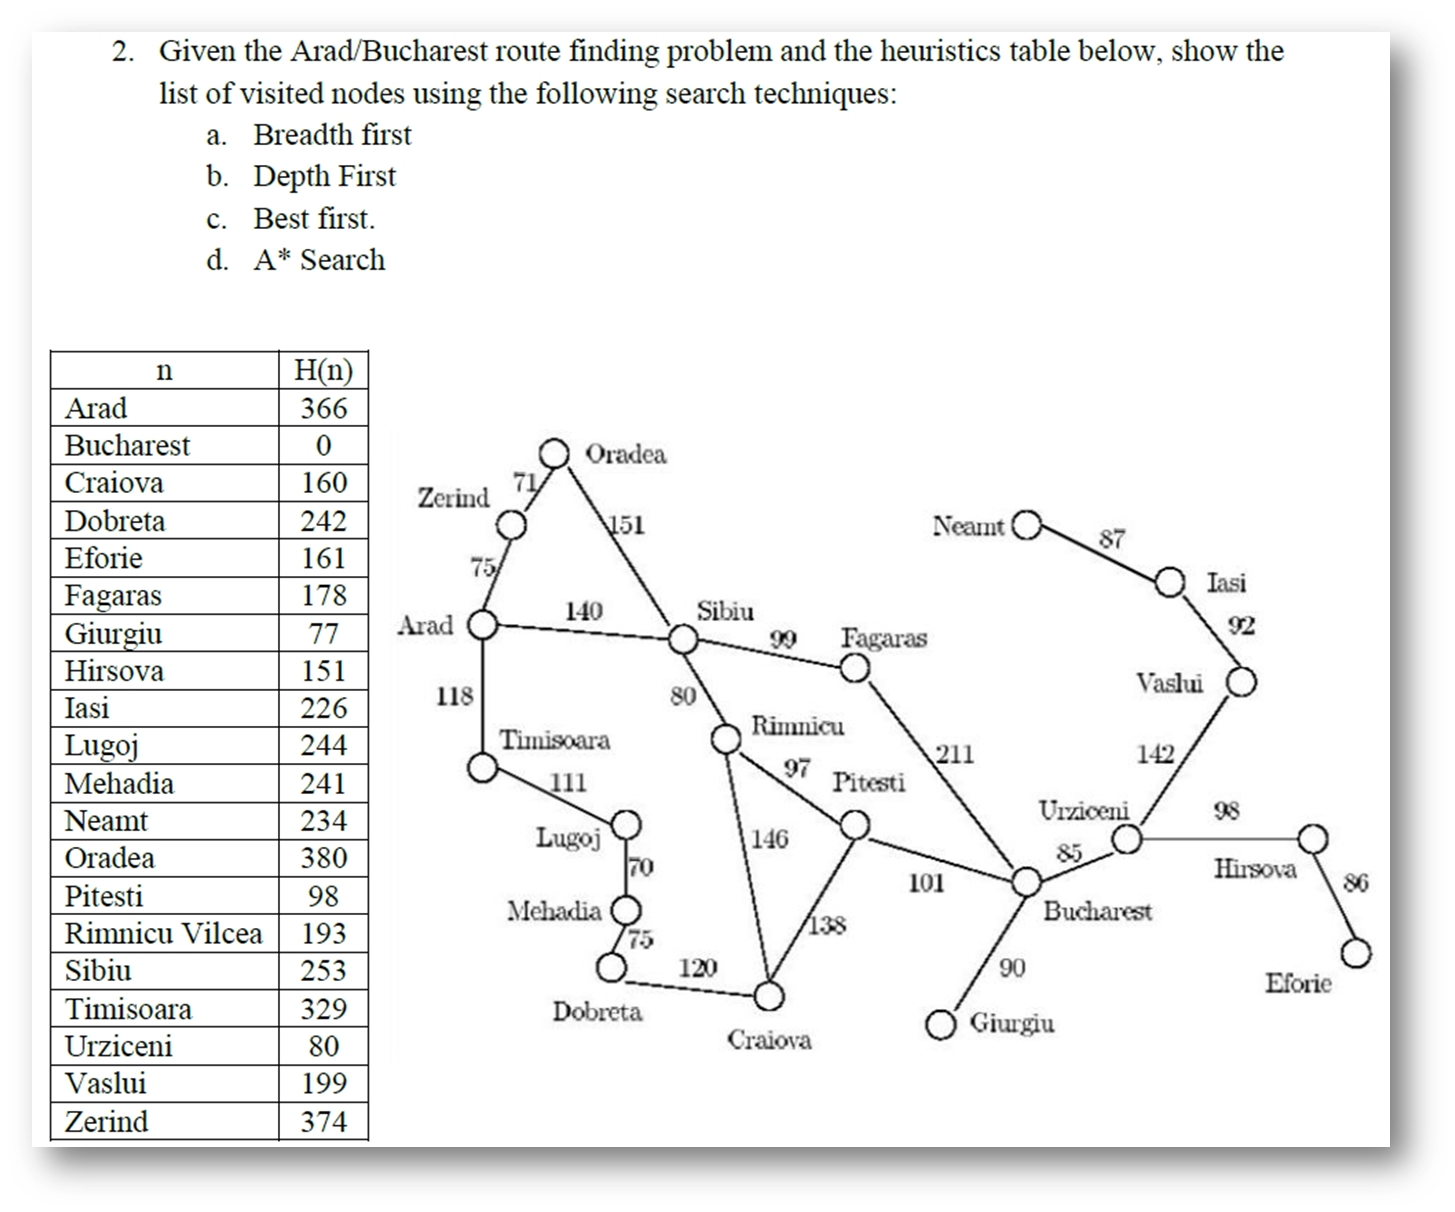 2. Given the Arad/Bucharest route finding problem and the heuristics table below, show the
list of visited nodes using the following search techniques:
a. Breadth first
b. Depth First
c. Best first.
d. A* Search
n H(n)
Arad 366
Bucharest 0
Craiova 160
Dobreta 242
Eforie 161
Fagaras 178
Giurgiu 77
Hirsova 151
Iasi 226
Lugoj 244
Mehadia 241
Neamt 234
Oradea 380
Pitesti 98
Rimnicu Vilcea 193
Sibiu 253
Timisoara 329
Urziceni 80
Vaslui 199
Zerind 374
Oradea
71
Zerind
151
Neamt
87
75
Iasi
140
Sibiu
92
Arad
99
Fagaras
118
80
Vaslui
Rimnicu
Timisoara
211
142
97
Pitesti
111
Urziceni
98
Lugoj
146
85
70
Hirsova
101
86
Mehadia
Bucharest
138
75
120
90
Eforie
Dobreta
Giurgiu
Craiova